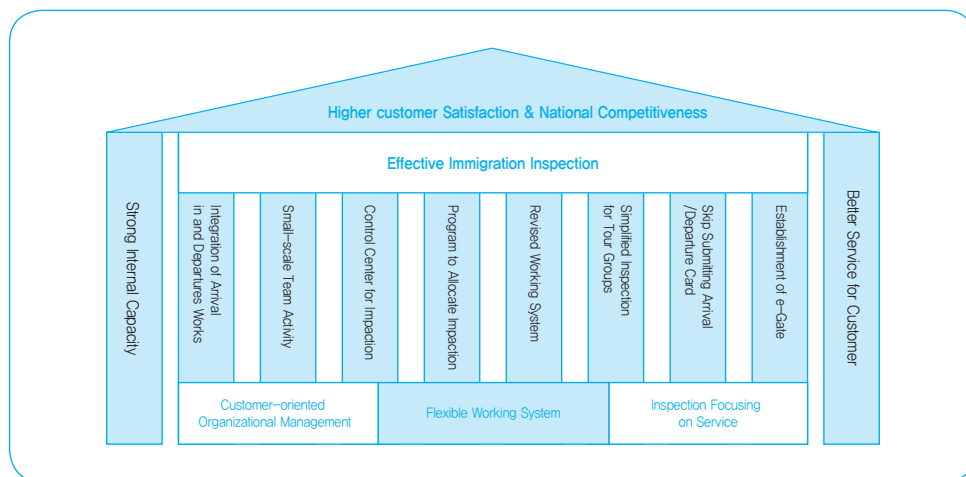 Higher customer Satisfaction & National Competitiveness
Effective Immigration Inspection
Strong Internal Capacity
Integration of Arrival
in and Departures Works
Small-scale Team Activity
Control Center for Impaction
Program to Allocate Impaction
Revised Working System
Simplified Inspection
for Tour Groups
Skip Submitting Arrival
/Departure Card
Establishment of e-Gate
Better Service for Customer
Customer-oriented
Organizational Management
Flexible Working System
Inspection Focusing
on Service